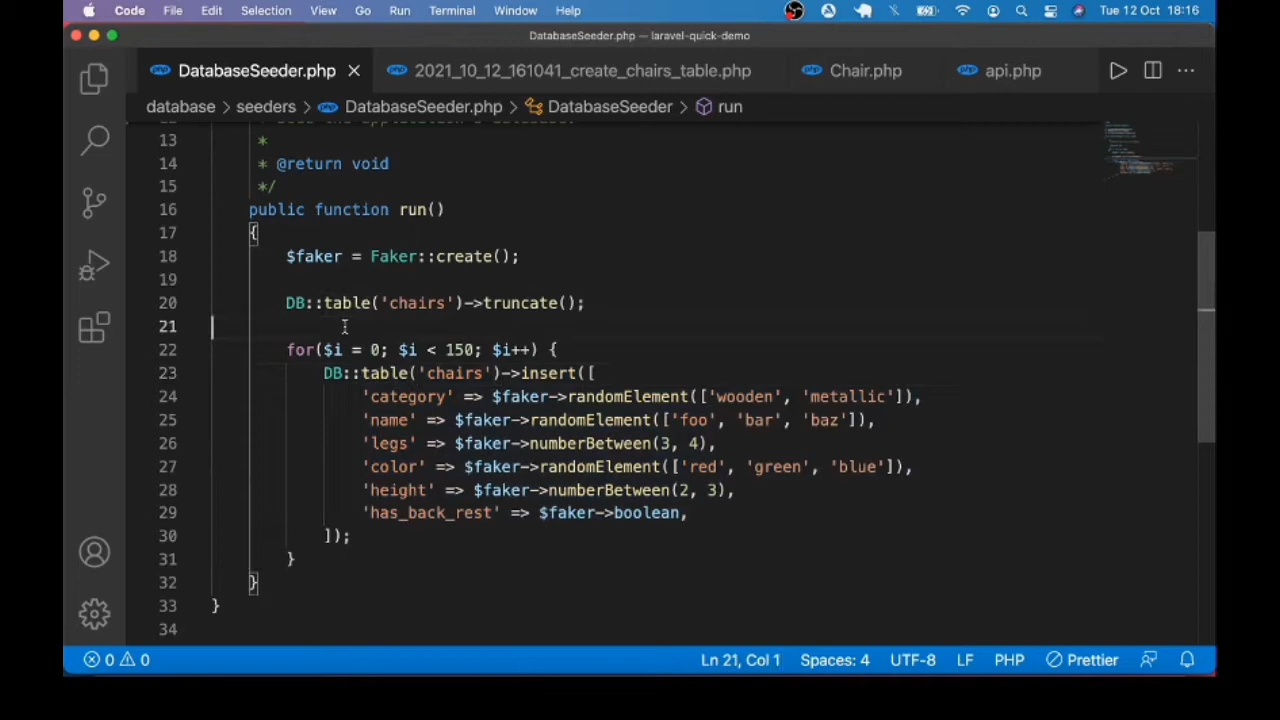 Code File Edit Selection View Go Run Terminal Window Help Tue 12 Oct 18:16
DatabaseSeeder.php — laravel-quick-demo
DatabaseSeeder.php 2021_10_12_161041_create_chairs_table.php Chair.php api.php
database > seeders > DatabaseSeeder.php > DatabaseSeeder > run
13 *
14 * @return void
15 */
16 public function run()
17 {
18 $faker = Faker::create();
19
20 DB::table('chairs')->truncate();
21
22 for($i = 0; $i < 150; $i++) {
23 DB::table('chairs')->insert([
24 'category' => $faker->randomElement(['wooden', 'metallic']),
25 'name' => $faker->randomElement(['foo', 'bar', 'baz']),
26 'legs' => $faker->numberBetween(3, 4),
27 'color' => $faker->randomElement(['red', 'green', 'blue']),
28 'height' => $faker->numberBetween(2, 3),
29 'has_back_rest' => $faker->boolean,
30 ]);
31 }
32 }
33 }
34
0 0 Ln 21, Col 1 Spaces: 4 UTF-8 LF PHP Prettier